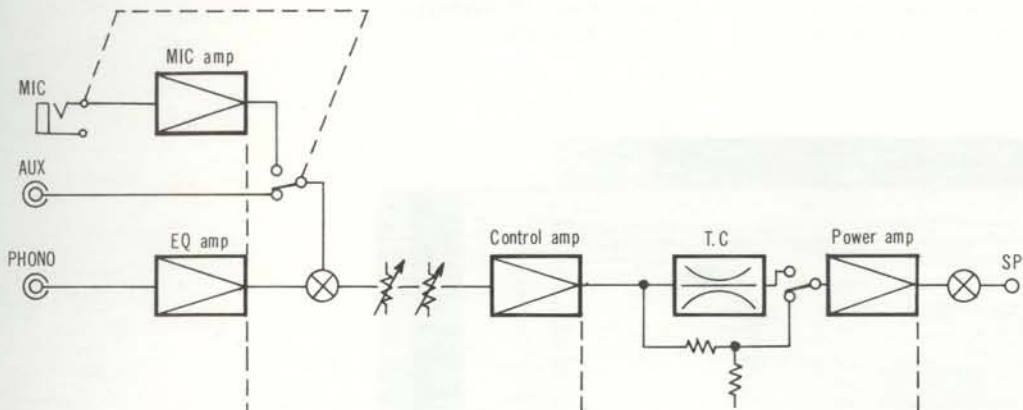 MIC amp
MIC
AUX
EQ amp
PHONO
Control amp
T.C
Power amp
SP